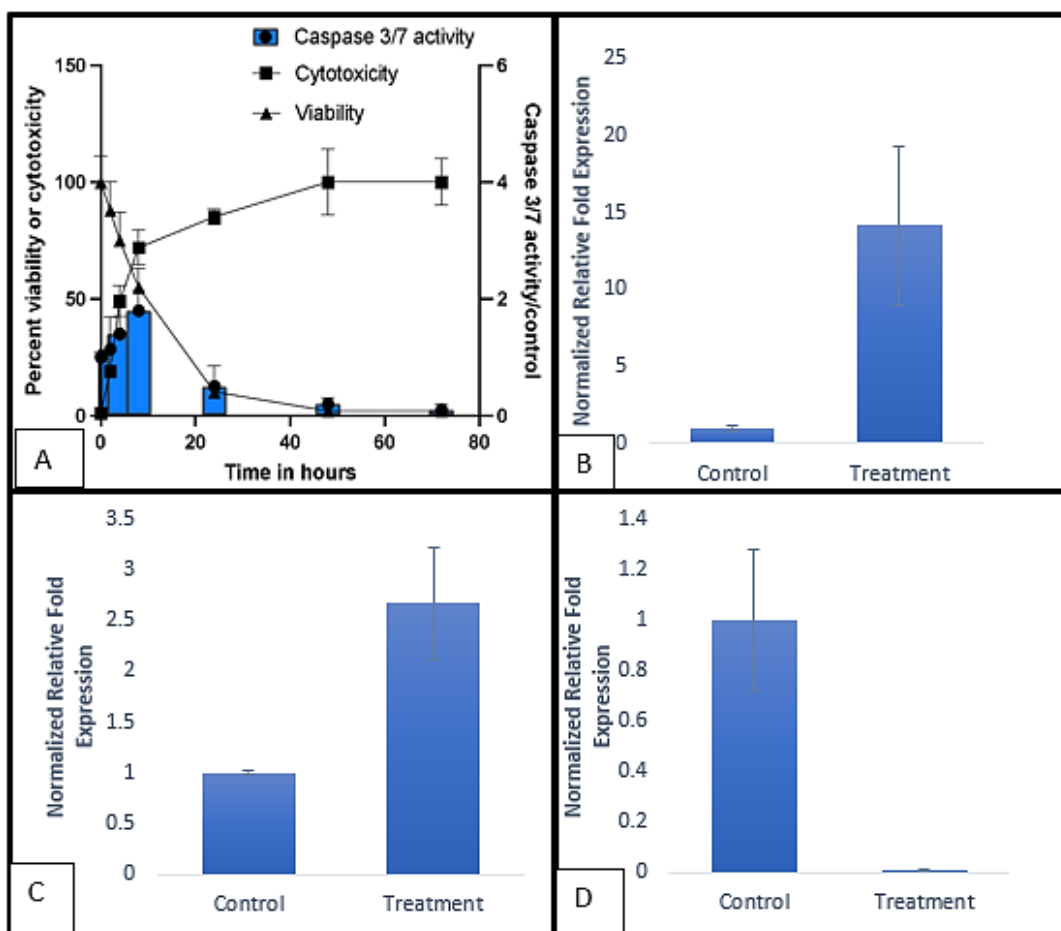 Caspase 3/7 activity
Cytotoxicity
Viability
Percent viability or cytotoxicity
150
100
50
0
6
4
2
0
Caspase 3/7 activity/control
0 20 40 60 80
Time in hours
A
Normalized Relative Fold Expression
25
20
15
10
5
0
Control Treatment
B
Normalized Relative Fold
Expression
3.5
3
2.5
2
1.5
1
0.5
0
Control Treatment
C
Normalized Relative Fold
Expression
1.4
1.2
1
0.8
0.6
0.4
0.2
0
Control Treatment
D